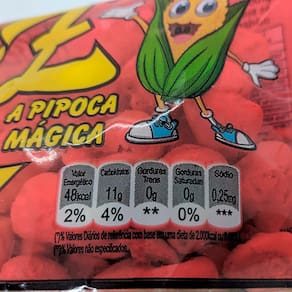 Z
A PIPOCA
MÁGICA
Valor Energético Carboidratos Gorduras Trans Gorduras Saturadas Sódio
48kcal 11g 0g 0g 0,25mg
2% 4% ** 0% ***
(*)% Valores Diários de referência com base em uma dieta de 2.000kcal
(**)% Valores não especificados.